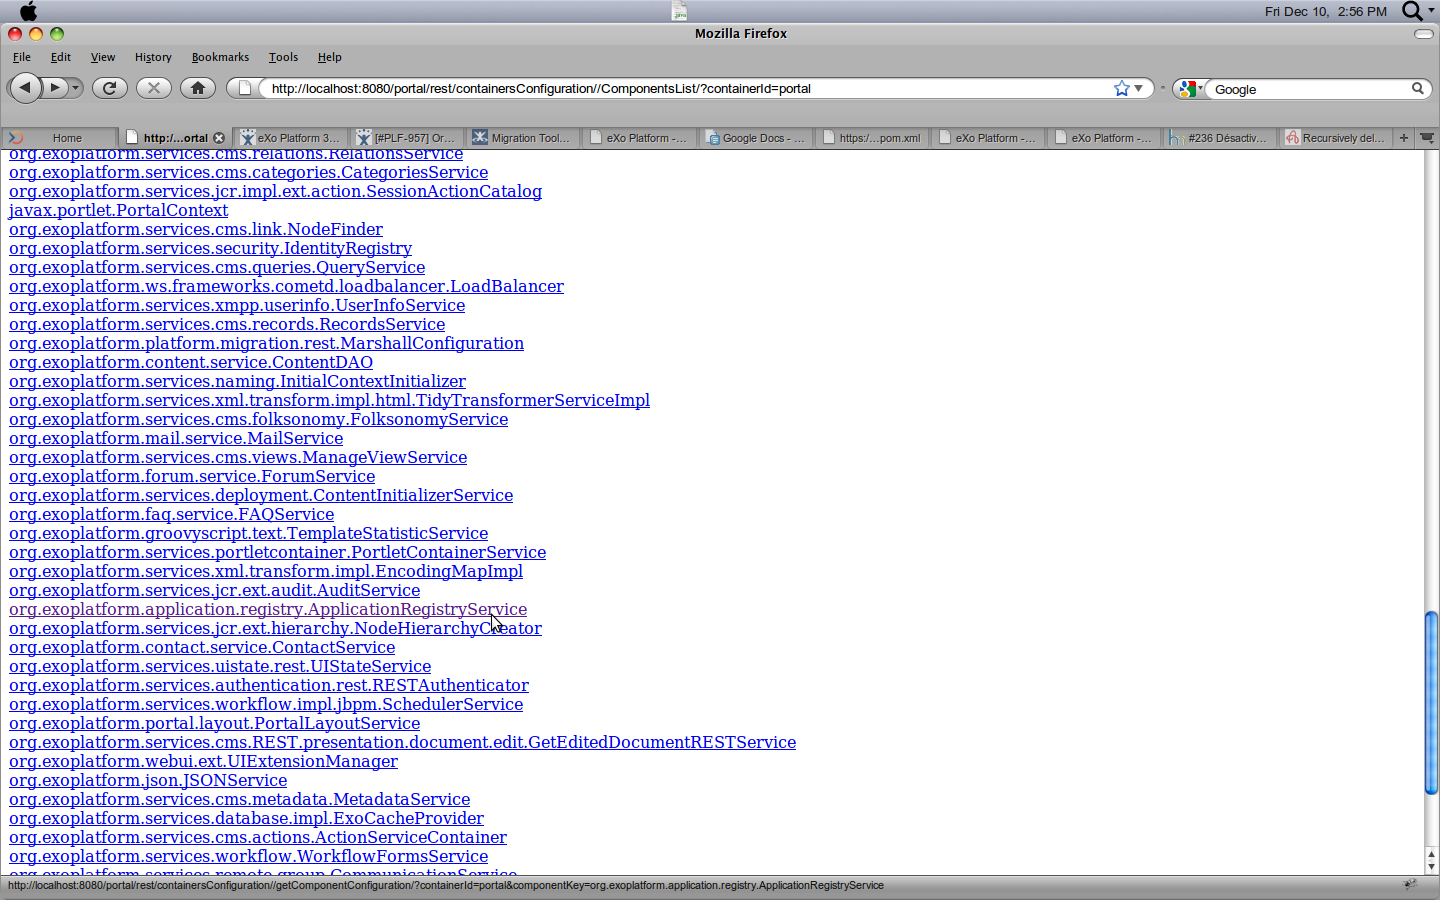 Fri Dec 10, 2:56 PM
Mozilla Firefox
File Edit View History Bookmarks Tools Help
http://localhost:8080/portal/rest/containersConfiguration//ComponentsList/?containerId=portal
Google
Home http:/...ortal eXo Platform 3... [#PLF-957] Or... Migration Tool... eXo Platform -... Google Docs - ... https:/...pom.xml eXo Platform -... eXo Platform -... #236 Désactiv... Recursively del...
org.exoplatform.services.cms.relations.RelationsService
org.exoplatform.services.cms.categories.CategoriesService
org.exoplatform.services.jcr.impl.ext.action.SessionActionCatalog
javax.portlet.PortalContext
org.exoplatform.services.cms.link.NodeFinder
org.exoplatform.services.security.IdentityRegistry
org.exoplatform.services.cms.queries.QueryService
org.exoplatform.ws.frameworks.cometd.loadbalancer.LoadBalancer
org.exoplatform.services.xmpp.userinfo.UserInfoService
org.exoplatform.services.cms.records.RecordsService
org.exoplatform.platform.migration.rest.MarshallConfiguration
org.exoplatform.content.service.ContentDAO
org.exoplatform.services.naming.InitialContextInitializer
org.exoplatform.services.xml.transform.impl.html.TidyTransformerServiceImpl
org.exoplatform.services.cms.folksonomy.FolksonomyService
org.exoplatform.mail.service.MailService
org.exoplatform.services.cms.views.ManageViewService
org.exoplatform.forum.service.ForumService
org.exoplatform.services.deployment.ContentInitializerService
org.exoplatform.faq.service.FAQService
org.exoplatform.groovyscript.text.TemplateStatisticService
org.exoplatform.services.portletcontainer.PortletContainerService
org.exoplatform.services.xml.transform.impl.EncodingMapImpl
org.exoplatform.services.jcr.ext.audit.AuditService
org.exoplatform.application.registry.ApplicationRegistryService
org.exoplatform.services.jcr.ext.hierarchy.NodeHierarchyCreator
org.exoplatform.contact.service.ContactService
org.exoplatform.services.uistate.rest.UIStateService
org.exoplatform.services.authentication.rest.RESTAuthenticator
org.exoplatform.services.workflow.impl.jbpm.SchedulerService
org.exoplatform.portal.layout.PortalLayoutService
org.exoplatform.services.cms.REST.presentation.document.edit.GetEditedDocumentRESTService
org.exoplatform.webui.ext.UIExtensionManager
org.exoplatform.json.JSONService
org.exoplatform.services.cms.metadata.MetadataService
org.exoplatform.services.database.impl.ExoCacheProvider
org.exoplatform.services.cms.actions.ActionServiceContainer
org.exoplatform.services.workflow.WorkflowFormsService
org.exoplatform.services.remote.group.CommunicationService
http://localhost:8080/portal/rest/containersConfiguration//getComponentConfiguration/?containerId=portal&componentKey=org.exoplatform.application.registry.ApplicationRegistryService